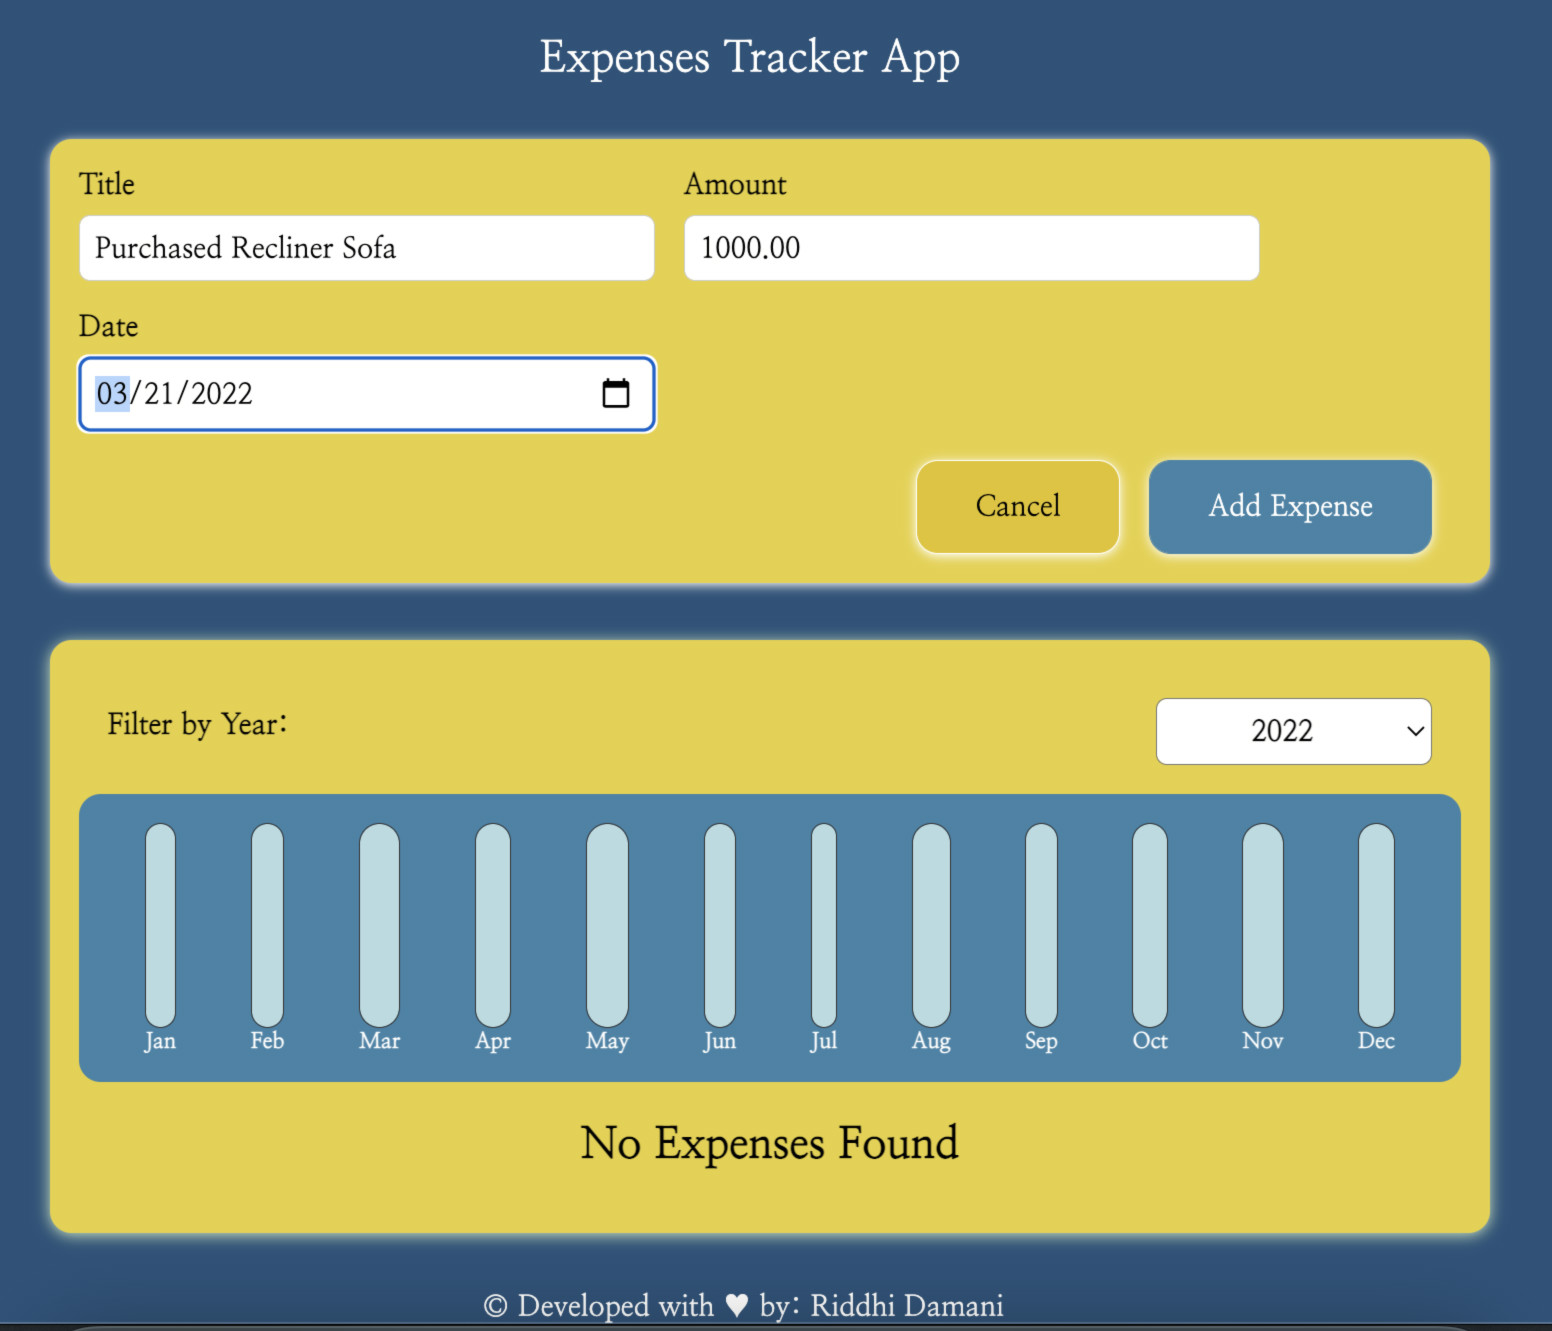 Expenses Tracker App
Title
Amount
Purchased Recliner Sofa
1000.00
Date
03/21/2022
Cancel
Add Expense
Filter by Year:
2022
Jan Feb Mar Apr May Jun Jul Aug Sep Oct Nov Dec
No Expenses Found
© Developed with ♥ by: Riddhi Damani